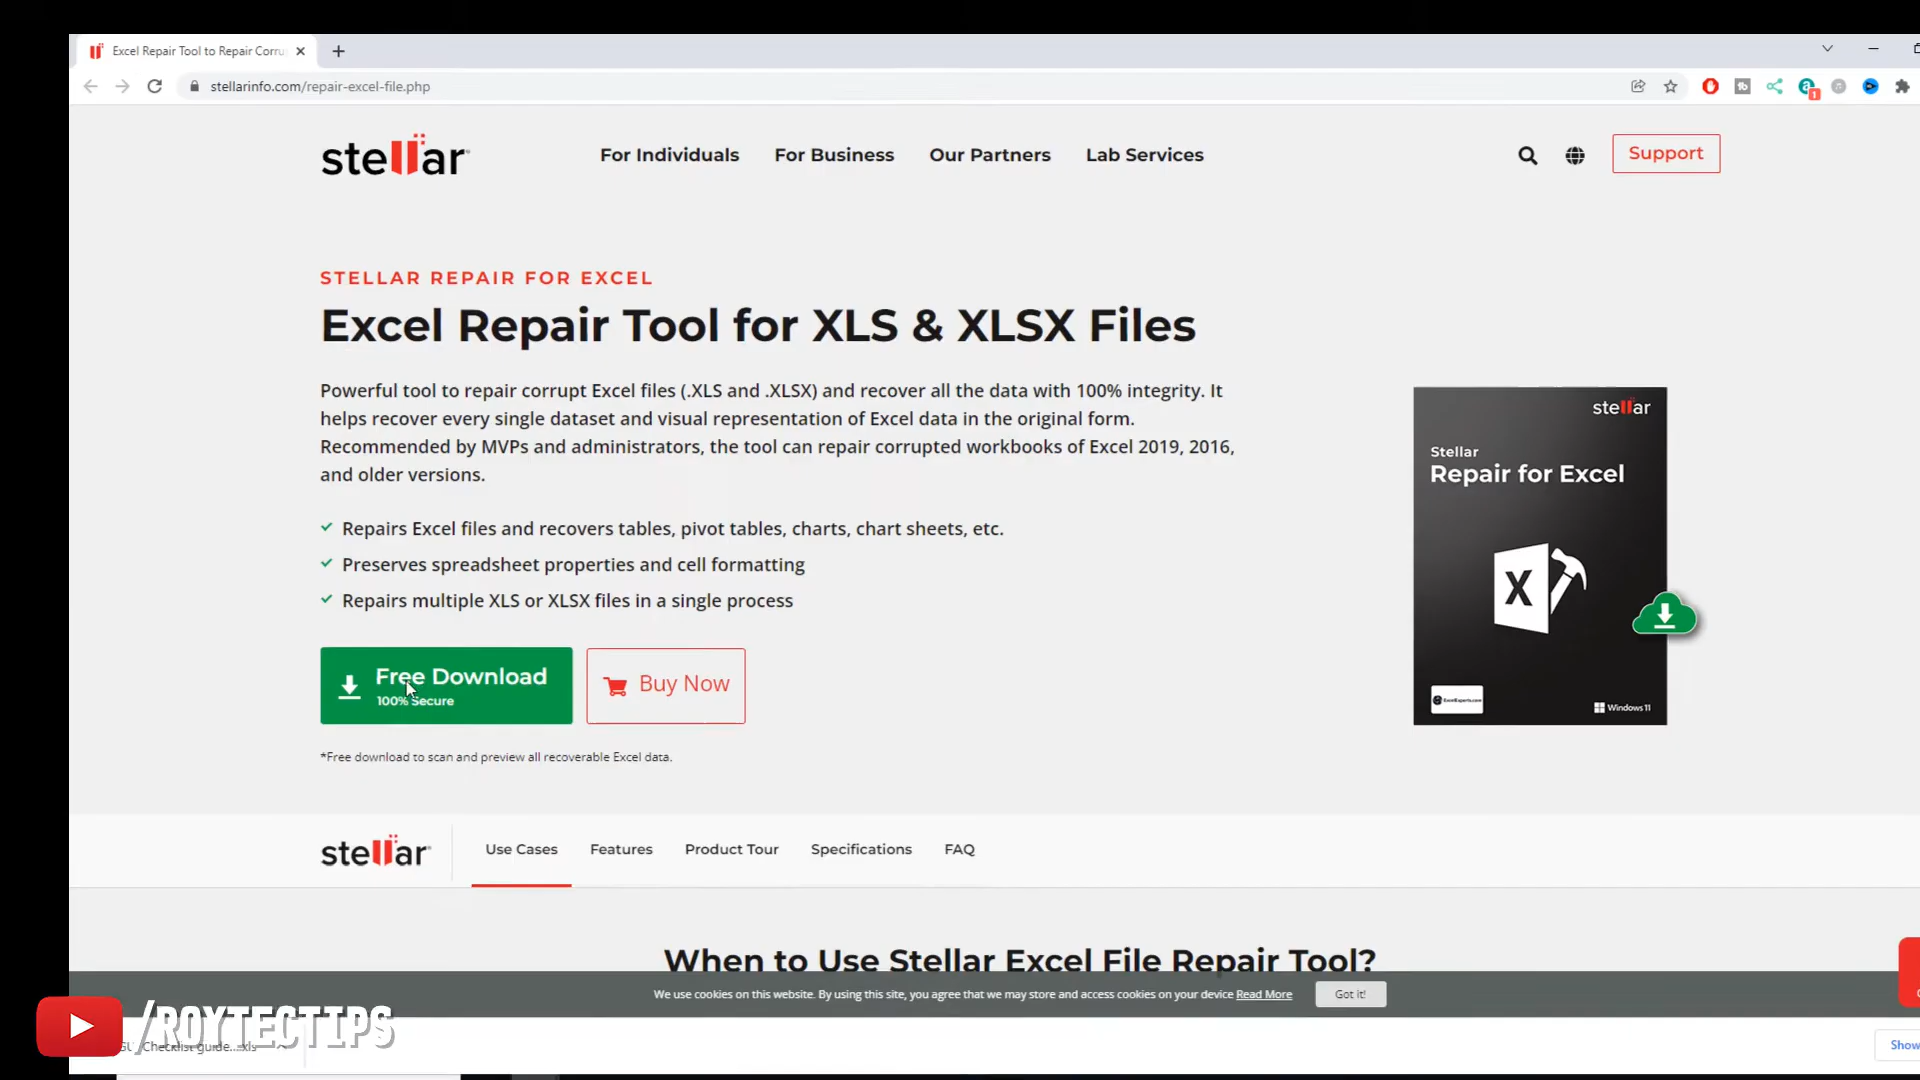 Excel Repair Tool to Repair Corru
stellarinfo.com/repair-excel-file.php
1
stellar
For Individuals
For Business
Our Partners
Lab Services
Support
STELLAR REPAIR FOR EXCEL
Excel Repair Tool for XLS & XLSX Files
Powerful tool to repair corrupt Excel files (.XLS and .XLSX) and recover all the data with 100% integrity. It
helps recover every single dataset and visual representation of Excel data in the original form.
Recommended by MVPs and administrators, the tool can repair corrupted workbooks of Excel 2019, 2016,
and older versions.
Repairs Excel files and recovers tables, pivot tables, charts, chart sheets, etc.
Preserves spreadsheet properties and cell formatting
Repairs multiple XLS or XLSX files in a single process
Free Download
100% Secure
Buy Now
*Free download to scan and preview all recoverable Excel data.
stellar
Stellar
Repair for Excel
X
ExcelExperts.com
Windows 11
stellar
Use Cases
Features
Product Tour
Specifications
FAQ
When to Use Stellar Excel File Repair Tool?
We use cookies on this website. By using this site, you agree that we may store and access cookies on your device Read More
Got it!
/ROYTECTIPS
Checklist guide....xls
Show